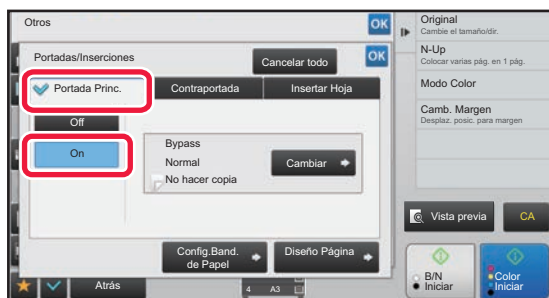 Otros
OK
Portadas/Inserciones
Cancelar todo
OK
Portada Princ.
Contraportada
Insertar Hoja
Off
On
Bypass
Normal
No hacer copia
Cambiar
Config.Band.
de Papel
Diseño Página
Atrás
4
A3
Original
Cambie el tamaño/dir.
N-Up
Colocar varias pág. en 1 pág.
Modo Color
Camb. Margen
Desplaz. posic. para margen
Vista previa
CA
B/N
Iniciar
Color
Iniciar